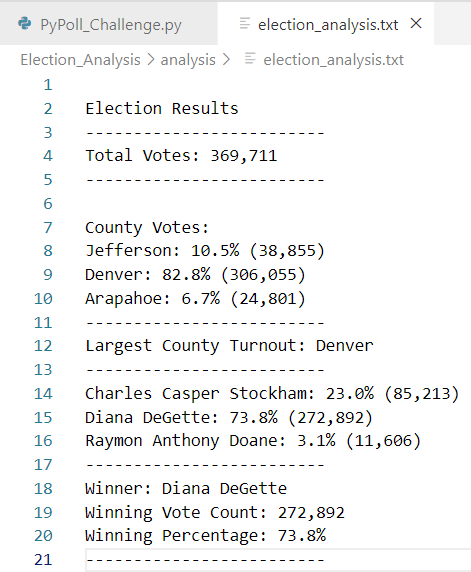 PyPoll_Challenge.py election_analysis.txt
Election_Analysis > analysis > election_analysis.txt
1
2 Election Results
3 -------------------------
4 Total Votes: 369,711
5 -------------------------
6
7 County Votes:
8 Jefferson: 10.5% (38,855)
9 Denver: 82.8% (306,055)
10 Arapahoe: 6.7% (24,801)
11 -------------------------
12 Largest County Turnout: Denver
13 -------------------------
14 Charles Casper Stockham: 23.0% (85,213)
15 Diana DeGette: 73.8% (272,892)
16 Raymon Anthony Doane: 3.1% (11,606)
17 -------------------------
18 Winner: Diana DeGette
19 Winning Vote Count: 272,892
20 Winning Percentage: 73.8%
21 -------------------------